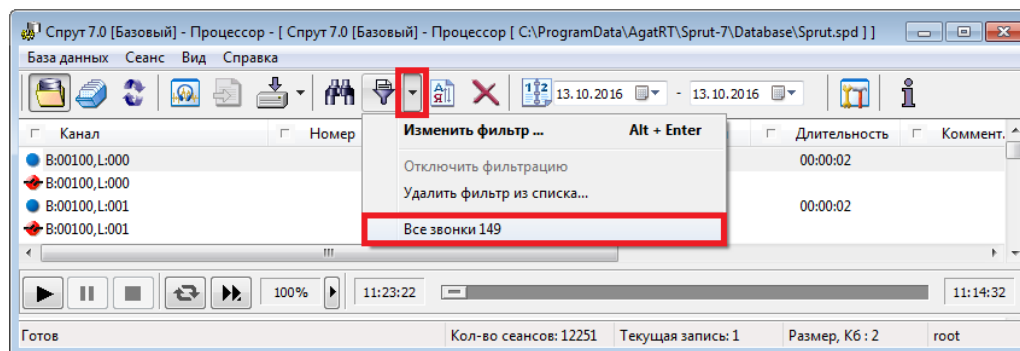 Спрут 7.0 [Базовый] - Процессор - [ Спрут 7.0 [Базовый] - Процессор [ C:\ProgramData\AgatRT\Sprut-7\Database\Sprut.spd ] ]
База данных Сеанс Вид Справка
13.10.2016 - 13.10.2016
Канал Номер Длительность Коммент.
Изменить фильтр ... Alt + Enter
Отключить фильтрацию
Удалить фильтр из списка...
Все звонки 149
B:00100,L:000 00:00:02
B:00100,L:000
B:00100,L:001 00:00:02
B:00100,L:001
100% 11:23:22 11:14:32
Готов Кол-во сеансов: 12251 Текущая запись: 1 Размер, Кб : 2 root